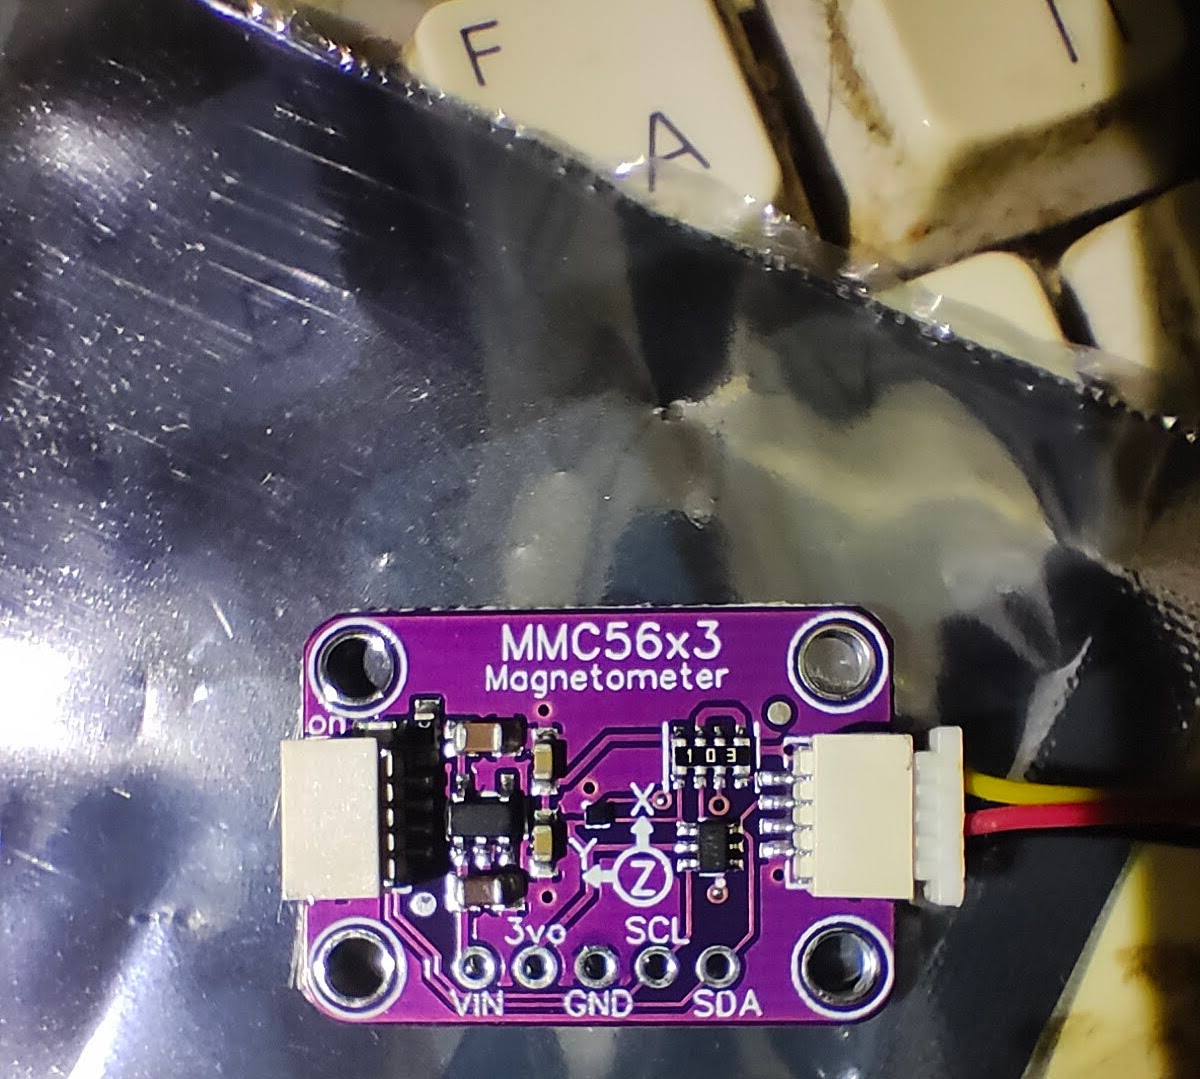 F
A
MMC56x3
Magnetometer
on
103
X
Y
Z
3vo
SCL
VIN
GND
SDA